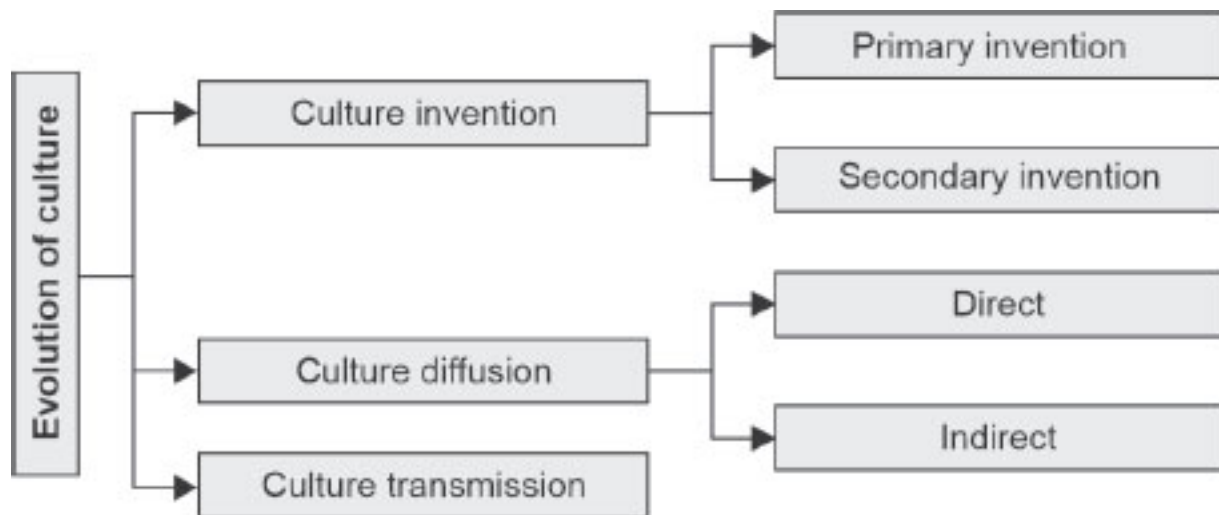 Evolution of culture
Culture invention
Primary invention
Secondary invention
Culture diffusion
Direct
Indirect
Culture transmission